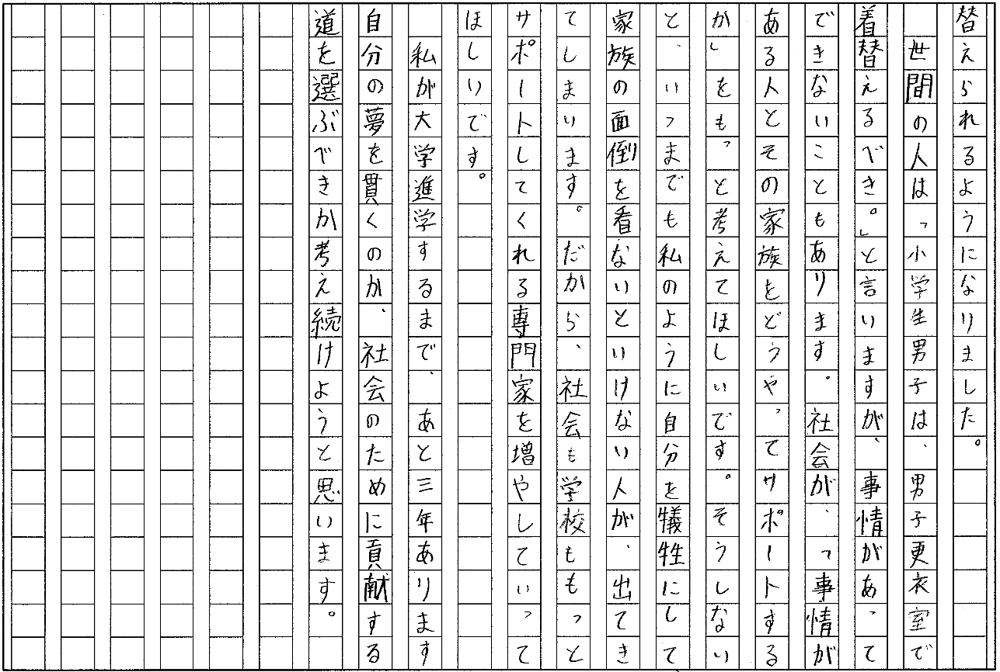 替えられるようになりました。
世間の人は「小学生男子は、男子更衣室で
着替えるべき。」と言いますが、事情があって
できないこともあります。社会が、「事情が
ある人とその家族をどうやってサポートする
か」をもっと考えてほしいです。そうしない
と、いつまでも私のように自分を犠牲にして
家族の面倒を看ないといけない人が、出てき
てしまいます。だから、社会も学校ももっと
サポートしてくれる専門家を増やしていって
ほしいです。
私が大学進学するまで、あと三年あります
自分の夢を貫くのか、社会のために貢献する
道を選ぶべきか考え続けようと思います。